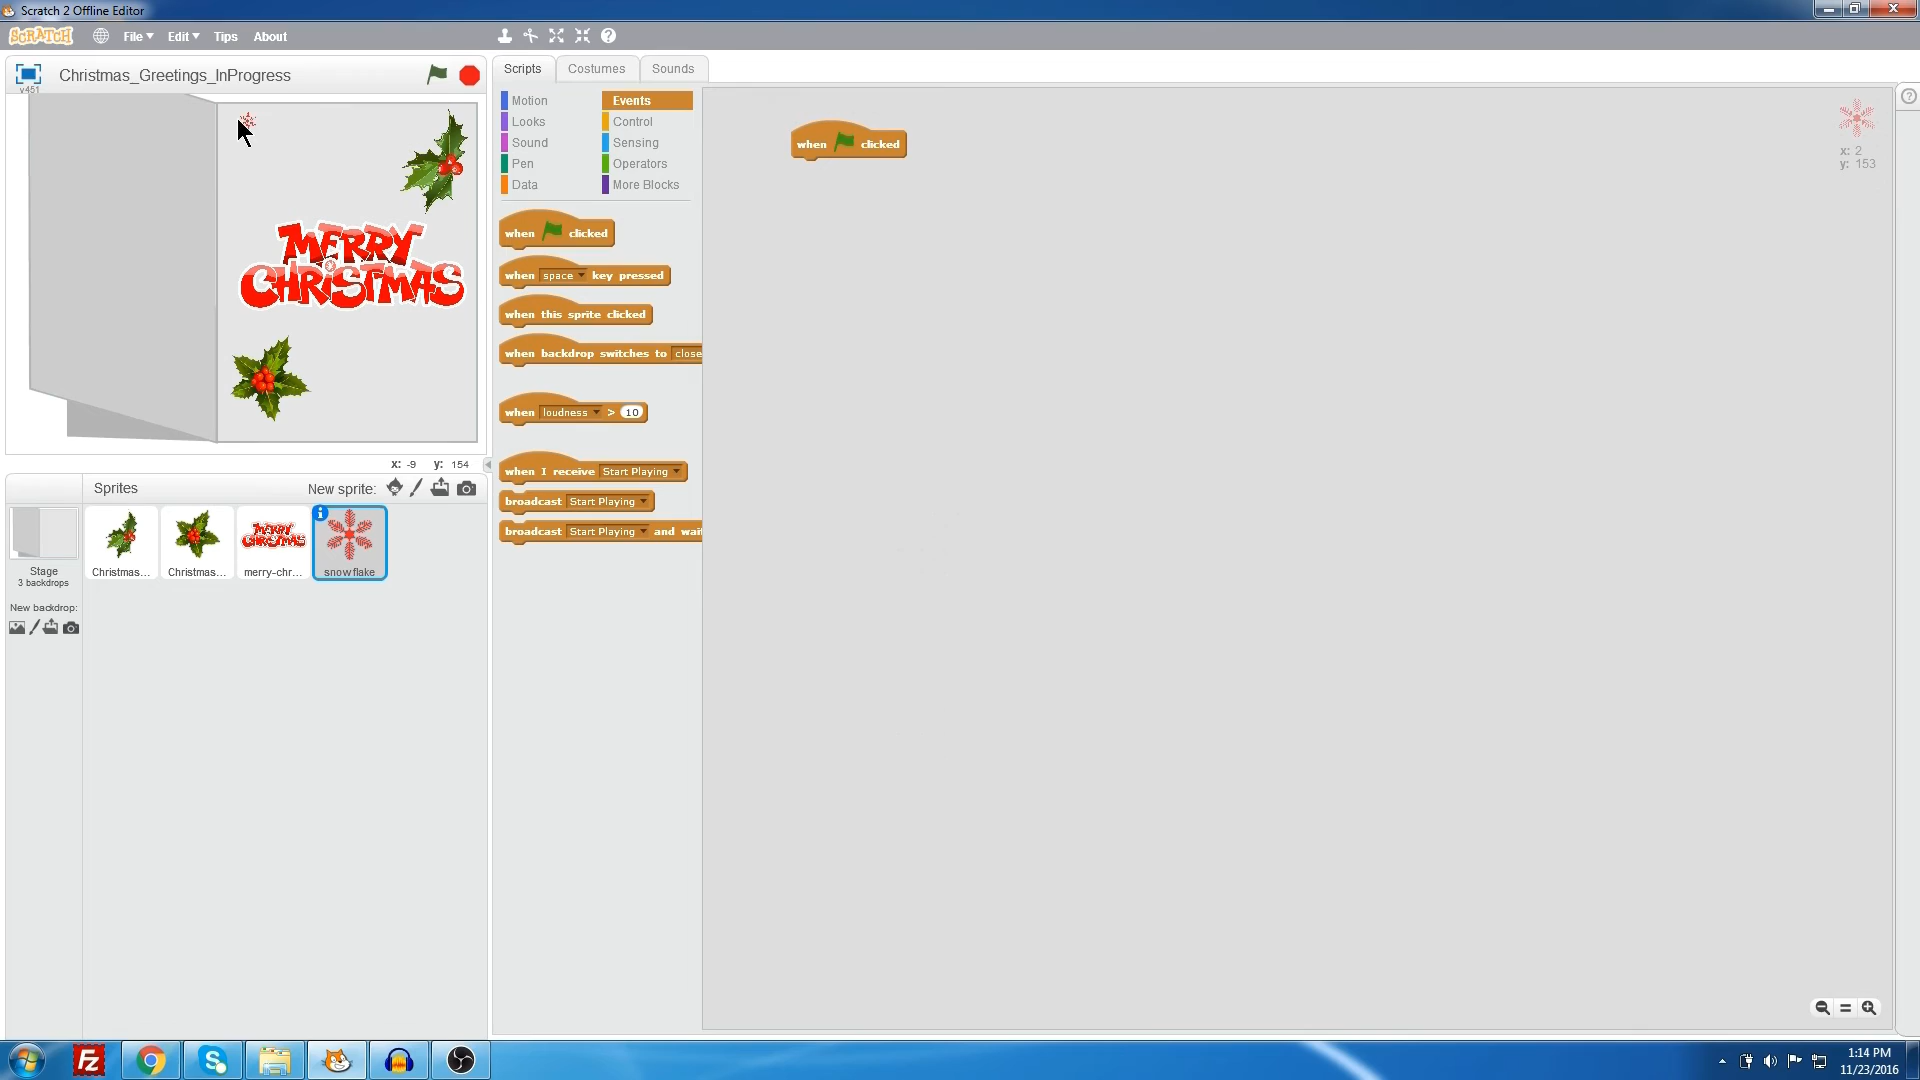 Scratch 2 Offline Editor
SCRATCH File Edit Tips About
v451 Christmas_Greetings_InProgress
Scripts Costumes Sounds
Motion Events
Looks Control
Sound Sensing
Pen Operators
Data More Blocks
when clicked
when space key pressed
when this sprite clicked
when backdrop switches to close
when loudness > 10
when I receive Start Playing
broadcast Start Playing
broadcast Start Playing and wait
when clicked
x: 2
y: 153
MERRY
CHRISTMAS
x: -9 y: 154
Sprites New sprite:
MERRY
CHRISTMAS
Christmas... Christmas... merry-chr... snowflake
Stage
3 backdrops
New backdrop:
1:14 PM
11/23/2016